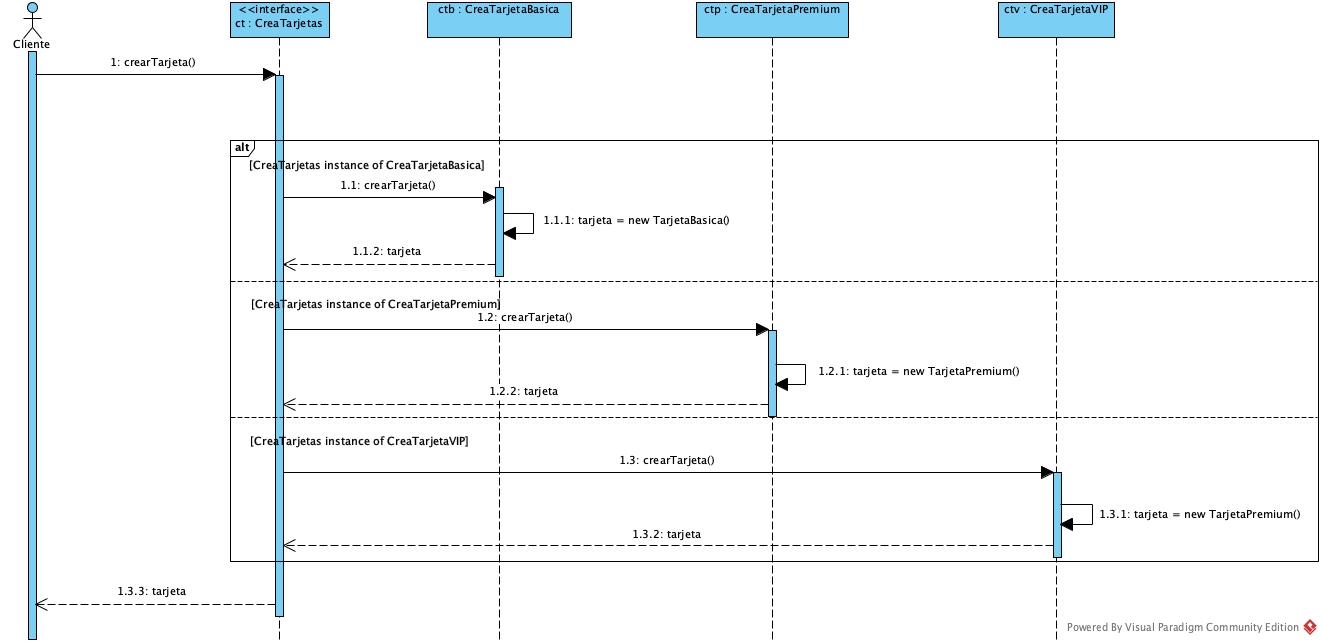 <<interface>>
ct : CreaTarjetas
ctb : CreaTarjetaBasica
ctp : CreaTarjetaPremium
ctv : CreaTarjetaVIP
Cliente
1: crearTarjeta()
alt
[CreaTarjetas instance of CreaTarjetaBasica]
1.1: crearTarjeta()
1.1.1: tarjeta = new TarjetaBasica()
1.1.2: tarjeta
[CreaTarjetas instance of CreaTarjetaPremium]
1.2: crearTarjeta()
1.2.1: tarjeta = new TarjetaPremium()
1.2.2: tarjeta
[CreaTarjetas instance of CreaTarjetaVIP]
1.3: crearTarjeta()
1.3.1: tarjeta = new TarjetaPremium()
1.3.2: tarjeta
1.3.3: tarjeta
Powered By Visual Paradigm Community Edition